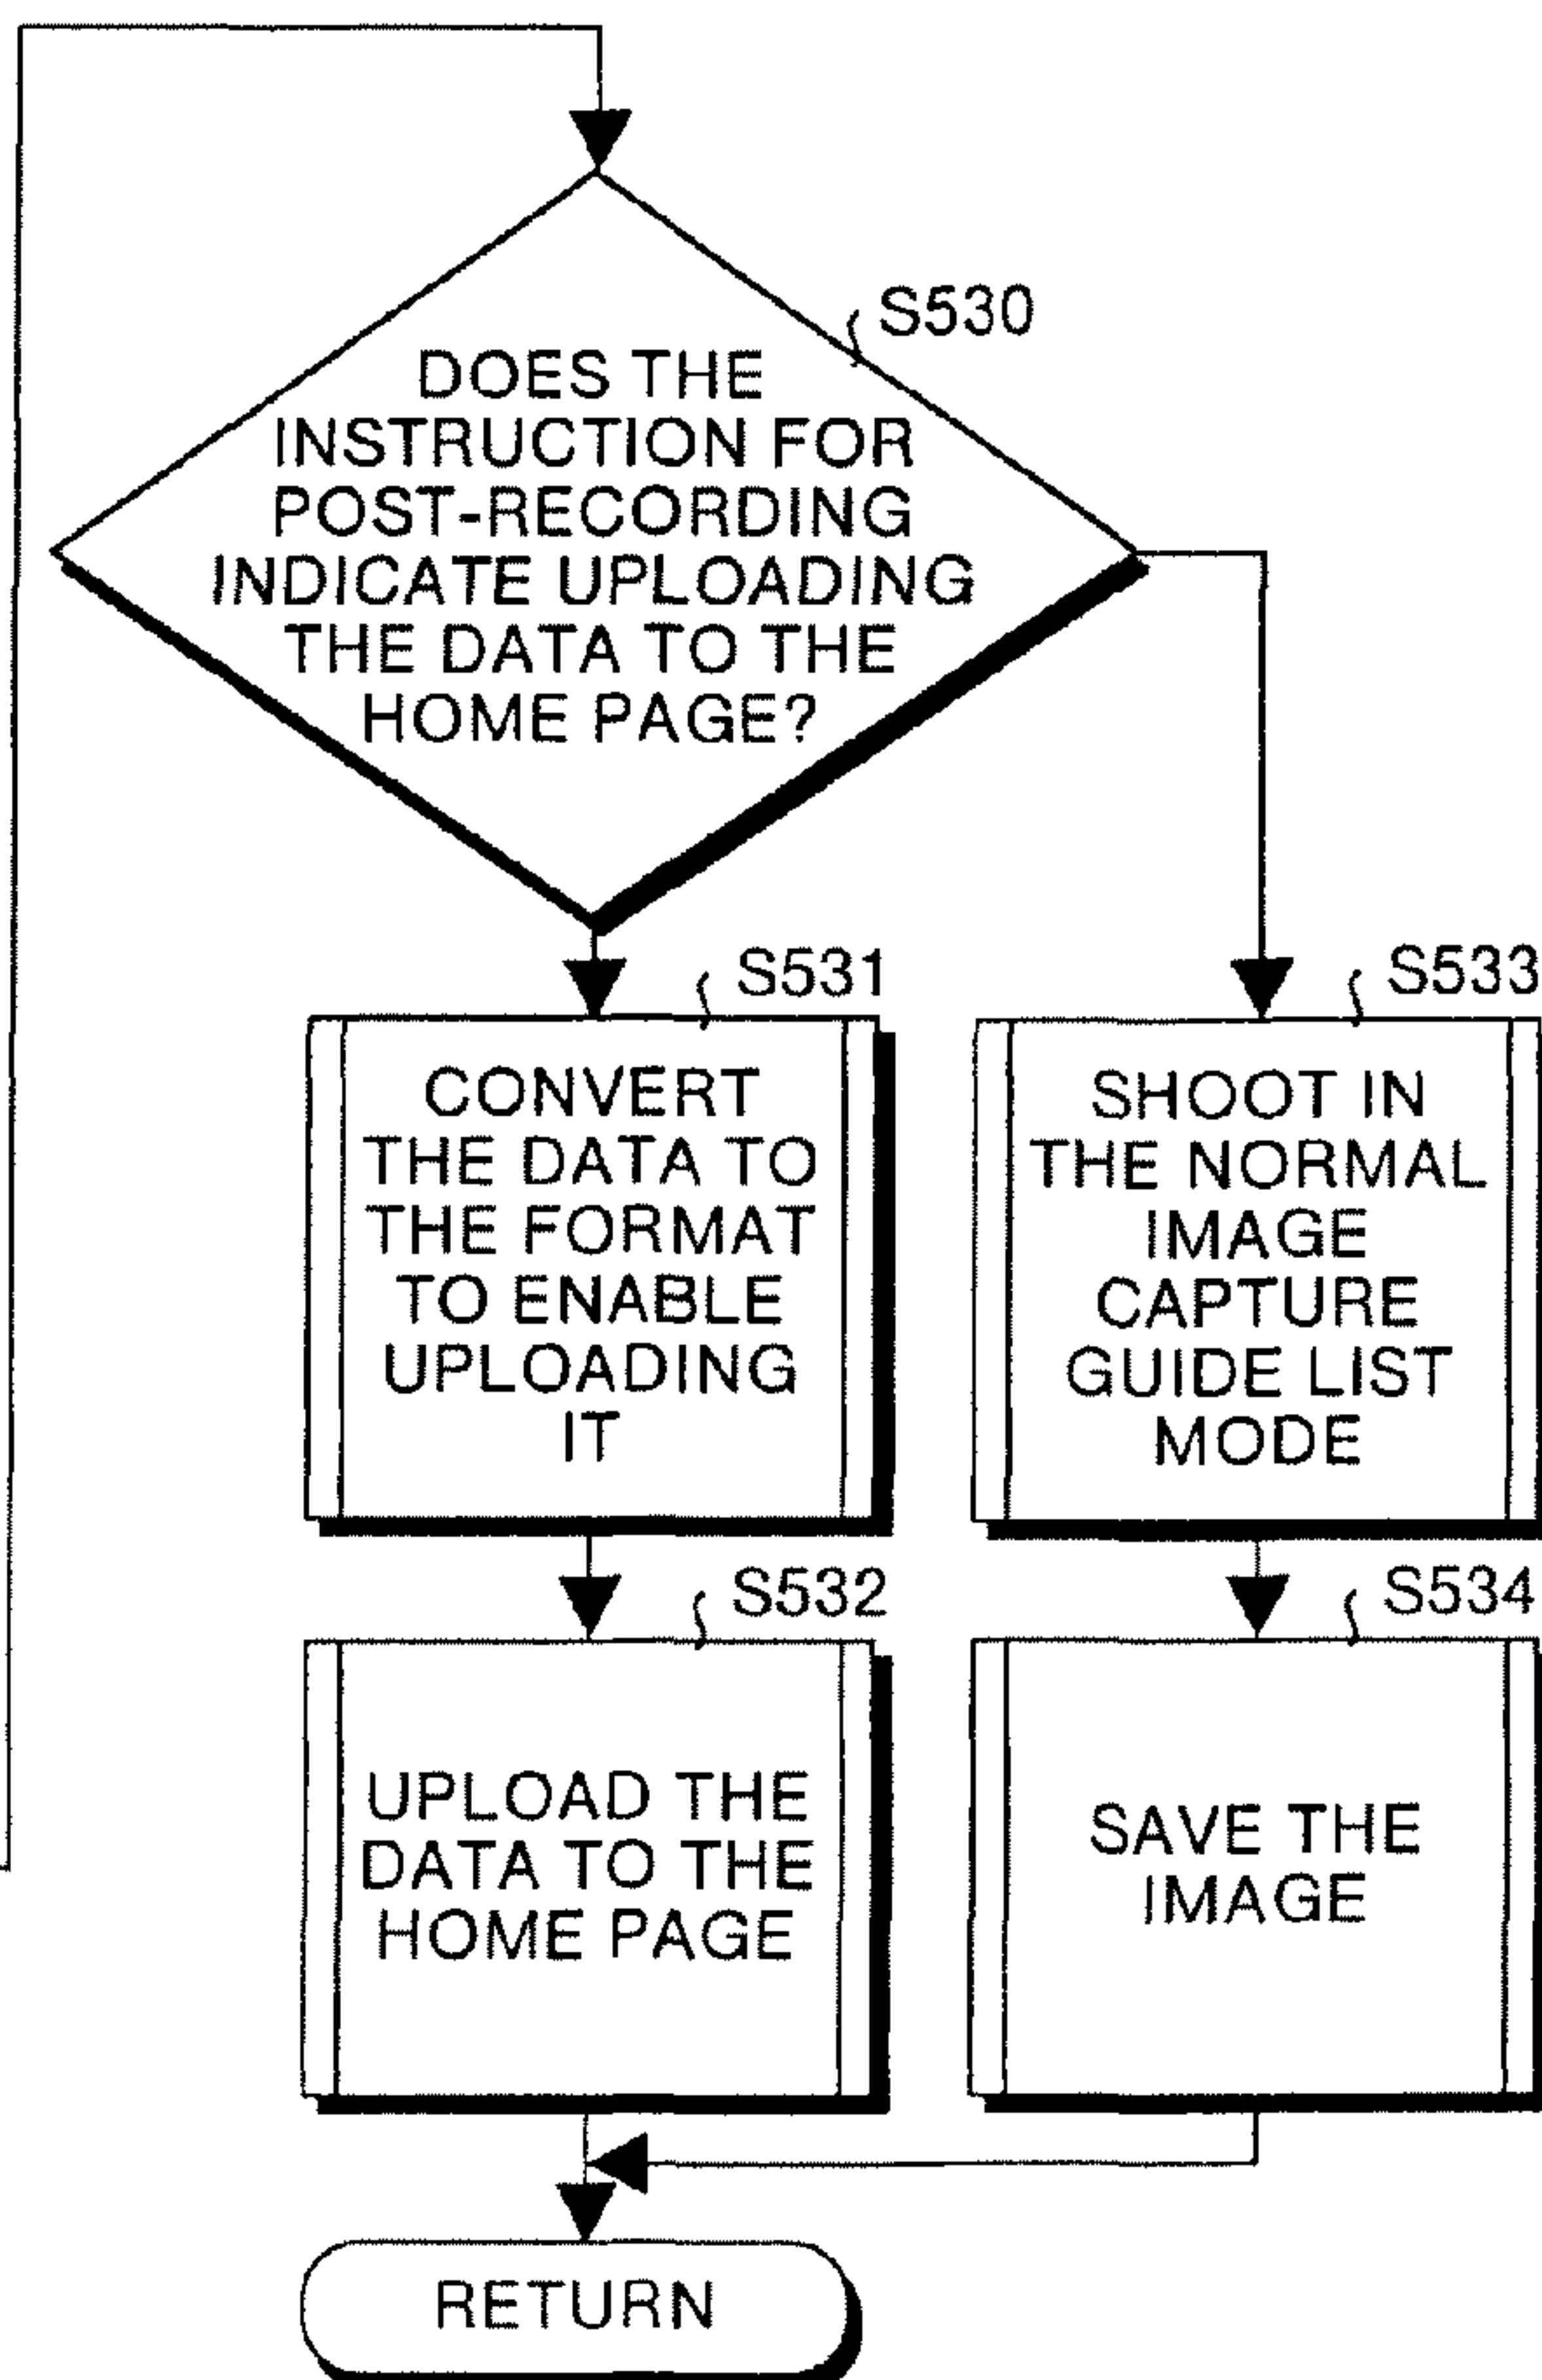 S530
DOES THE
INSTRUCTION FOR
POST-RECORDING
INDICATE UPLOADING
THE DATA TO THE
HOME PAGE?
S531
CONVERT
THE DATA TO
THE FORMAT
TO ENABLE
UPLOADING
IT
S533
SHOOT IN
THE NORMAL
IMAGE
CAPTURE
GUIDE LIST
MODE
S532
UPLOAD THE
DATA TO THE
HOME PAGE
S534
SAVE THE
IMAGE
RETURN